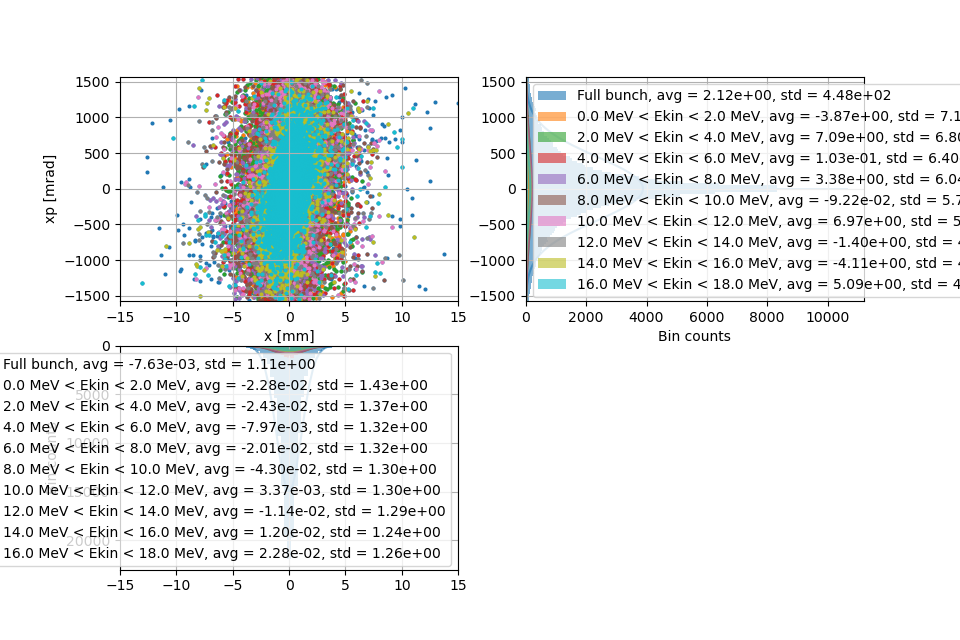 1500
1000
500
0
−500
−1000
−1500
xp [mrad]
−15 −10 −5 0 5 10 15
x [mm]
1500
1000
500
0
−500
−1000
−1500
Full bunch, avg = 2.12e+00, std = 4.48e+02
0.0 MeV < Ekin < 2.0 MeV, avg = -3.87e+00, std = 7.1
2.0 MeV < Ekin < 4.0 MeV, avg = 7.09e+00, std = 6.80
4.0 MeV < Ekin < 6.0 MeV, avg = 1.03e-01, std = 6.40
6.0 MeV < Ekin < 8.0 MeV, avg = 3.38e+00, std = 6.04
8.0 MeV < Ekin < 10.0 MeV, avg = -9.22e-02, std = 5.7
10.0 MeV < Ekin < 12.0 MeV, avg = 6.97e+00, std = 5
12.0 MeV < Ekin < 14.0 MeV, avg = -1.40e+00, std = 4
14.0 MeV < Ekin < 16.0 MeV, avg = -4.11e+00, std = 4
16.0 MeV < Ekin < 18.0 MeV, avg = 5.09e+00, std = 4
0 2000 4000 6000 8000 10000
Bin counts
0
5000
10000
15000
20000
Full bunch, avg = -7.63e-03, std = 1.11e+00
0.0 MeV < Ekin < 2.0 MeV, avg = -2.28e-02, std = 1.43e+00
2.0 MeV < Ekin < 4.0 MeV, avg = -2.43e-02, std = 1.37e+00
4.0 MeV < Ekin < 6.0 MeV, avg = -7.97e-03, std = 1.32e+00
6.0 MeV < Ekin < 8.0 MeV, avg = -2.01e-02, std = 1.32e+00
8.0 MeV < Ekin < 10.0 MeV, avg = -4.30e-02, std = 1.30e+00
10.0 MeV < Ekin < 12.0 MeV, avg = 3.37e-03, std = 1.30e+00
12.0 MeV < Ekin < 14.0 MeV, avg = -1.14e-02, std = 1.29e+00
14.0 MeV < Ekin < 16.0 MeV, avg = 1.20e-02, std = 1.24e+00
16.0 MeV < Ekin < 18.0 MeV, avg = 2.28e-02, std = 1.26e+00
−15 −10 −5 0 5 10 15